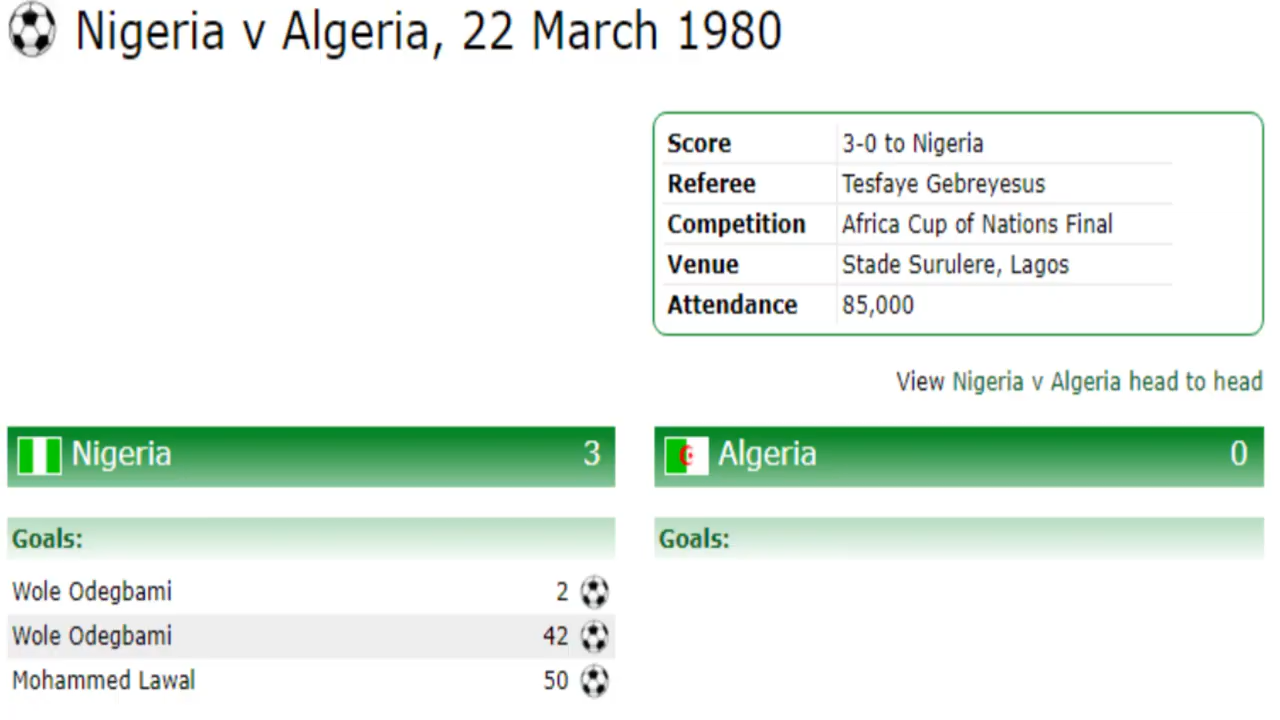 Nigeria v Algeria, 22 March 1980
Score 3-0 to Nigeria
Referee Tesfaye Gebreyesus
Competition Africa Cup of Nations Final
Venue Stade Surulere, Lagos
Attendance 85,000
View Nigeria v Algeria head to head
Nigeria 3
Goals:
Wole Odegbami 2
Wole Odegbami 42
Mohammed Lawal 50
Algeria 0
Goals: